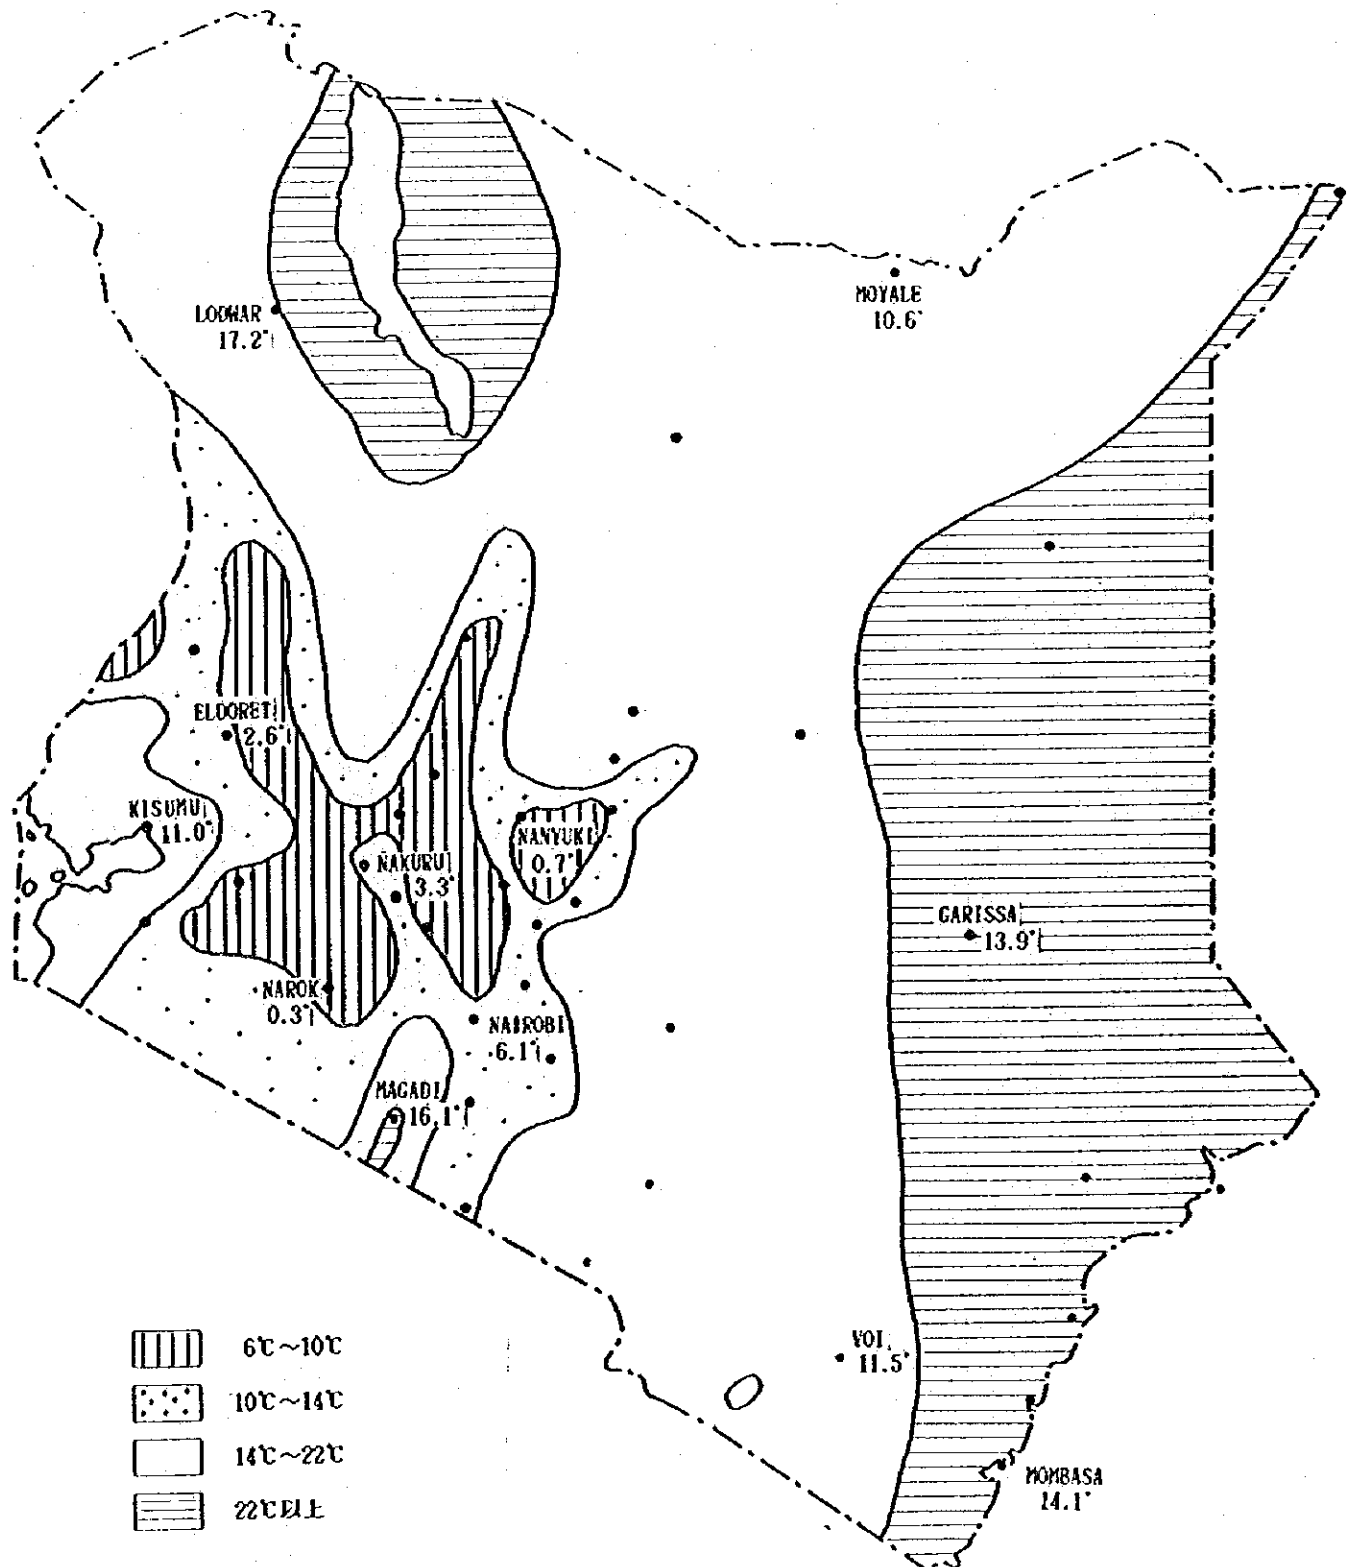 MOYALE
10.6°
LODWAR
17.2°
ELDORET
2.6°
KISUMU
11.0°
NANYUKI
0.7°
NAKURU
3.3°
GARISSA
13.9°
NAROK
0.3°
NAIROBI
6.1°
MAGADI
16.1°
VOI
11.5°
MOMBASA
14.1°
6℃~10℃
10℃~14℃
14℃~22℃
22℃以上